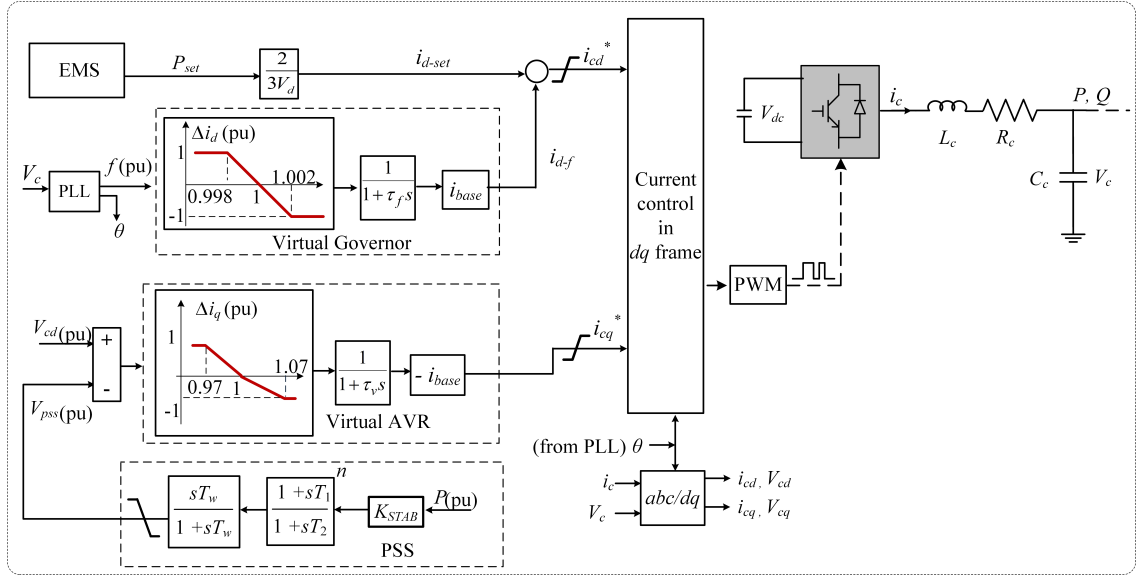 EMS
P_set
2
3V_d
i_d-set
i_cd*
Δi_d (pu)
1
-1
0.998
1
1.002
V_c
PLL
f (pu)
θ
1
1 + τ_f s
i_base
i_d-f
Virtual Governor
Current
control
in
dq frame
V_dc
i_c
L_c
R_c
P, Q
C_c
V_c
PWM
V_cd (pu)
+
-
V_pss (pu)
Δi_q (pu)
1
-1
0.97
1
1.07
1
1 + τ_v s
- i_base
Virtual AVR
i_cq*
(from PLL) θ
i_c
V_c
abc/dq
i_cd , V_cd
i_cq , V_cq
sT_w
1 +sT_w
1 +sT_1
1 +sT_2
n
K_STAB
P(pu)
PSS